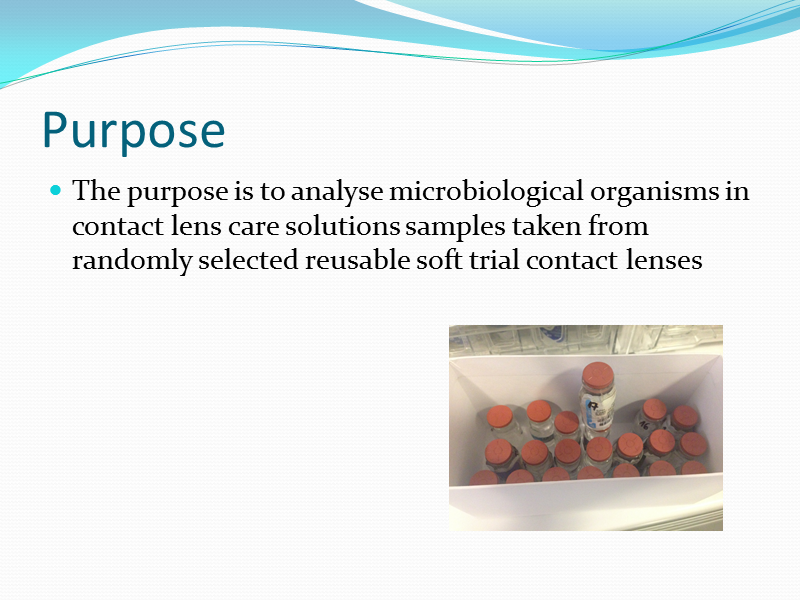 Purpose
The purpose is to analyse microbiological organisms in
contact lens care solutions samples taken from
randomly selected reusable soft trial contact lenses